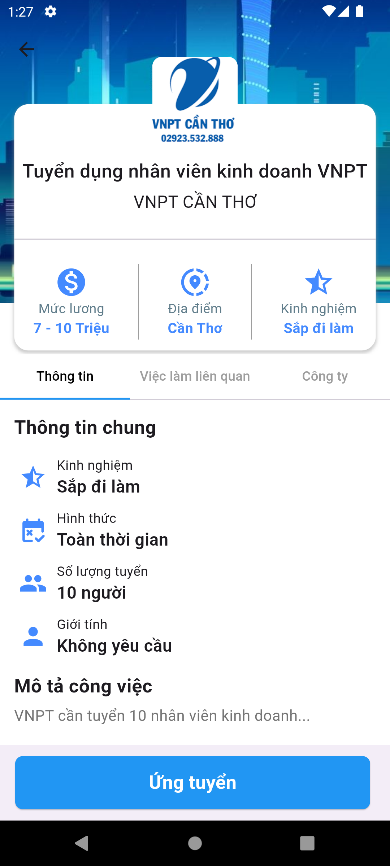 1:27
VNPT CẦN THƠ
02923.532.888
Tuyển dụng nhân viên kinh doanh VNPT
VNPT CẦN THƠ
Mức lương
7 - 10 Triệu
Địa điểm
Cần Thơ
Kinh nghiệm
Sắp đi làm
Thông tin
Việc làm liên quan
Công ty
Thông tin chung
Kinh nghiệm
Sắp đi làm
Hình thức
Toàn thời gian
Số lượng tuyển
10 người
Giới tính
Không yêu cầu
Mô tả công việc
VNPT cần tuyển 10 nhân viên kinh doanh...
Ứng tuyển